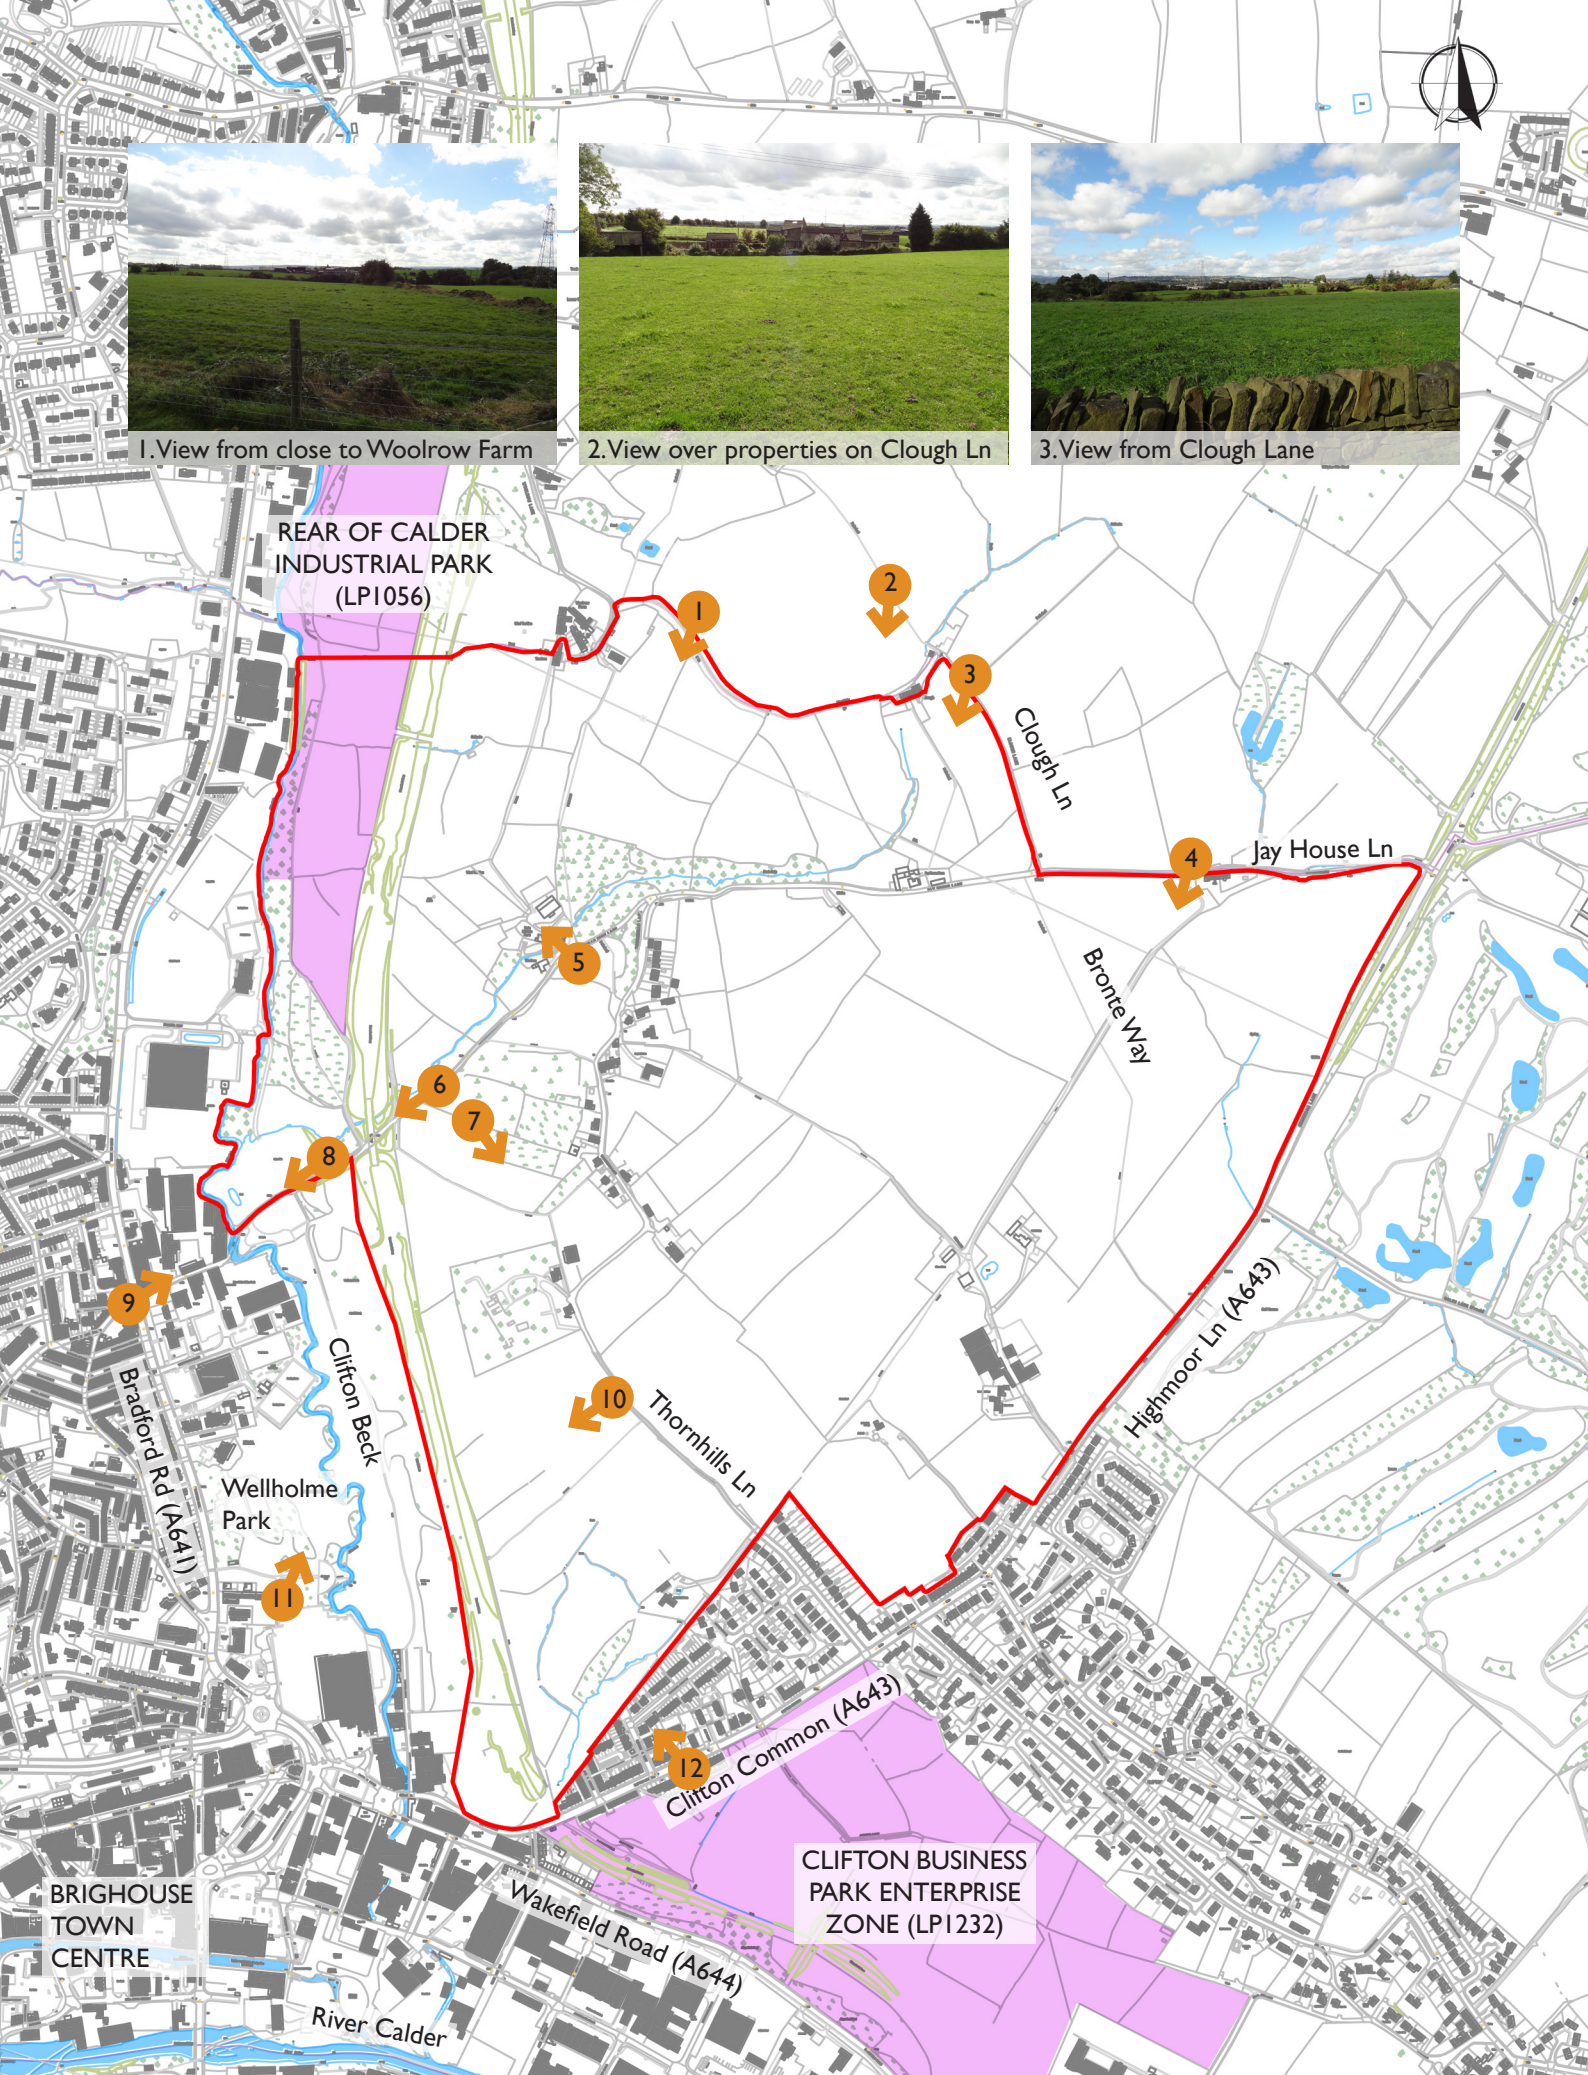 1. View from close to Woolrow Farm
2. View over properties on Clough Ln
3. View from Clough Lane
REAR OF CALDER
INDUSTRIAL PARK
(LP1056)
1
2
3
Clough Ln
4
Jay House Ln
5
Bronte Way
6
7
8
9
Highmoor Ln (A643)
Clifton Beck
Bradford Rd (A641)
10
Thornhills Ln
Wellholme
Park
11
12
Clifton Common (A643)
CLIFTON BUSINESS
PARK ENTERPRISE
ZONE (LP1232)
BRIGHOUSE
TOWN
CENTRE
Wakefield Road (A644)
River Calder